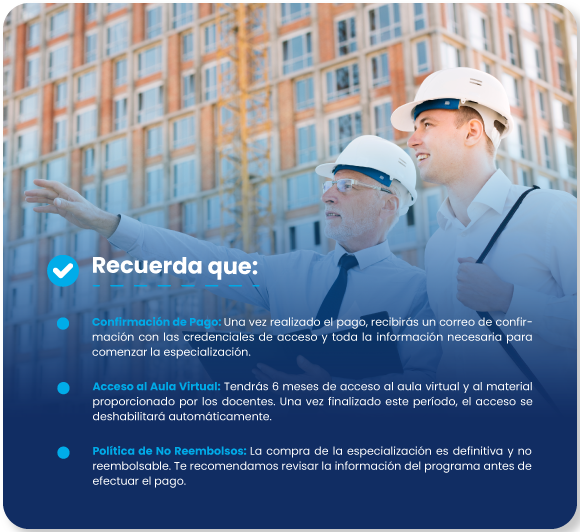 Recuerda que:
Confirmación de Pago: Una vez realizado el pago, recibirás un correo de confir-
mación con las credenciales de acceso y toda la información necesaria para
comenzar la especialización.
Acceso al Aula Virtual: Tendrás 6 meses de acceso al aula virtual y al material
proporcionado por los docentes. Una vez finalizado este período, el acceso se
deshabilitará automáticamente.
Política de No Reembolsos: La compra de la especialización es definitiva y no
reembolsable. Te recomendamos revisar la información del programa antes de
efectuar el pago.